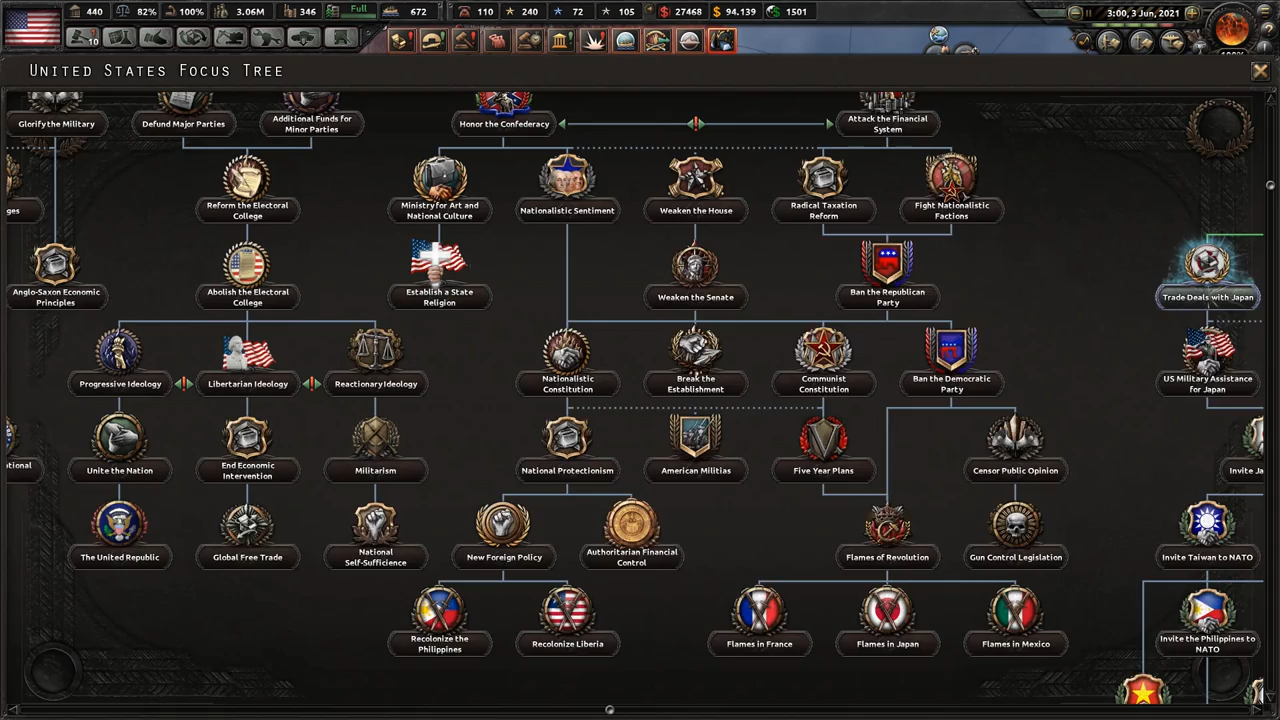 440 82% 100% 3.06M 346 Full 672 110 240 72 105 27468 94.139 1501 3:00, 3 Jun, 2021
10
United States Focus Tree
Glorify the Military
Defund Major Parties
Additional Funds for
Minor Parties
Honor the Confederacy
Attack the Financial
System
ges
Reform the Electoral
College
Ministry for Art and
National Culture
Nationalistic Sentiment
Weaken the House
Radical Taxation
Reform
Fight Nationalistic
Factions
Anglo-Saxon Economic
Principles
Abolish the Electoral
College
Establish a State
Religion
Weaken the Senate
Ban the Republican
Party
Trade Deals with Japan
Progressive Ideology
Libertarian Ideology
Reactionary Ideology
Nationalistic
Constitution
Break the
Establishment
Communist
Constitution
Ban the Democratic
Party
US Military Assistance
for Japan
tional
Unite the Nation
End Economic
Intervention
Militarism
National Protectionism
American Militias
Five Year Plans
Censor Public Opinion
Invite Ja
The United Republic
Global Free Trade
National
Self-Sufficience
New Foreign Policy
Authoritarian Financial
Control
Flames of Revolution
Gun Control Legislation
Invite Taiwan to NATO
Recolonize the
Philippines
Recolonize Liberia
Flames in France
Flames in Japan
Flames in Mexico
Invite the Philippines to
NATO